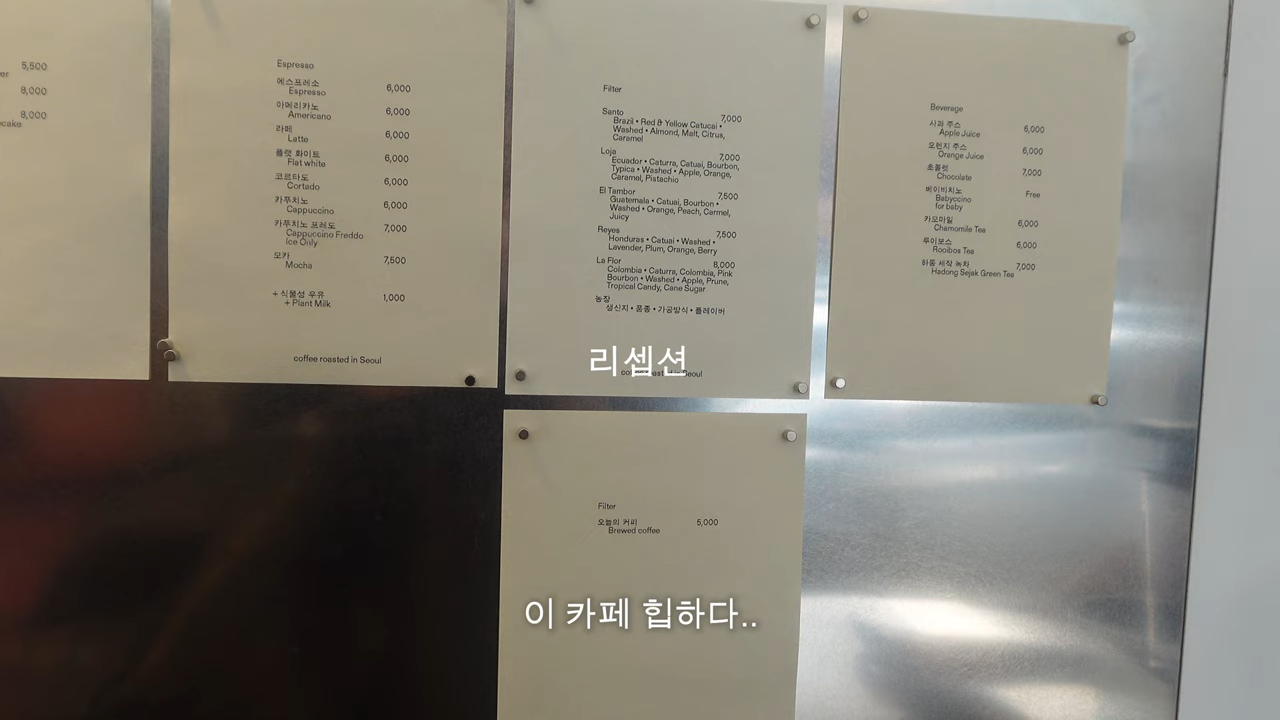 5,500
er
8,000
8,000
cake
Espresso
에스프레소 6,000
Espresso
아메리카노 6,000
Americano
라떼 6,000
Latte
플랫 화이트 6,000
Flat white
코르타도 6,000
Cortado
카푸치노 6,000
Cappuccino
카푸치노 프레도 7,000
Cappuccino Freddo
Ice Only
모카 7,500
Mocha
+ 식물성 우유 1,000
+ Plant Milk
coffee roasted in Seoul
Filter
Santo 7,000
Brazil • Red & Yellow Catucai •
Washed • Almond, Malt, Citrus,
Caramel
Loja 7,000
Ecuador • Caturra, Catuai, Bourbon,
Typica • Washed • Apple, Orange,
Caramel, Pistachio
El Tambor 7,500
Guatemala • Catuai, Bourbon •
Washed • Orange, Peach, Carmel,
Juicy
Reyes 7,500
Honduras • Catuai • Washed •
Lavender, Plum, Orange, Berry
La Flor 8,000
Colombia • Caturra, Colombia, Pink
Bourbon • Washed • Apple, Prune,
Tropical Candy, Cane Sugar
농장
생산지 • 품종 • 가공방식 • 플레이버
리셉션
coffee roasted in Seoul
Beverage
사과 주스 6,000
Apple Juice
오렌지 주스 6,000
Orange Juice
초콜릿 7,000
Chocolate
베이비치노 Free
Babyccino
for baby
카모마일 6,000
Chamomile Tea
루이보스 6,000
Rooibos Tea
하동 세작 녹차 7,000
Hadong Sejak Green Tea
Filter
오늘의 커피 5,000
Brewed coffee
이 카페 힙하다..